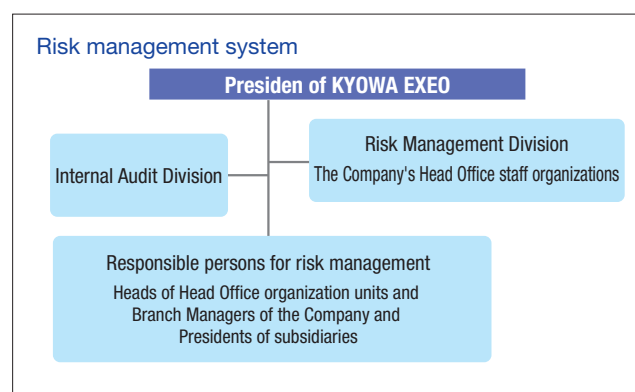 Risk management system
Presiden of KYOWA EXEO
Internal Audit Division
Risk Management Division
The Company's Head Office staff organizations
Responsible persons for risk management
Heads of Head Office organization units and
Branch Managers of the Company and
Presidents of subsidiaries